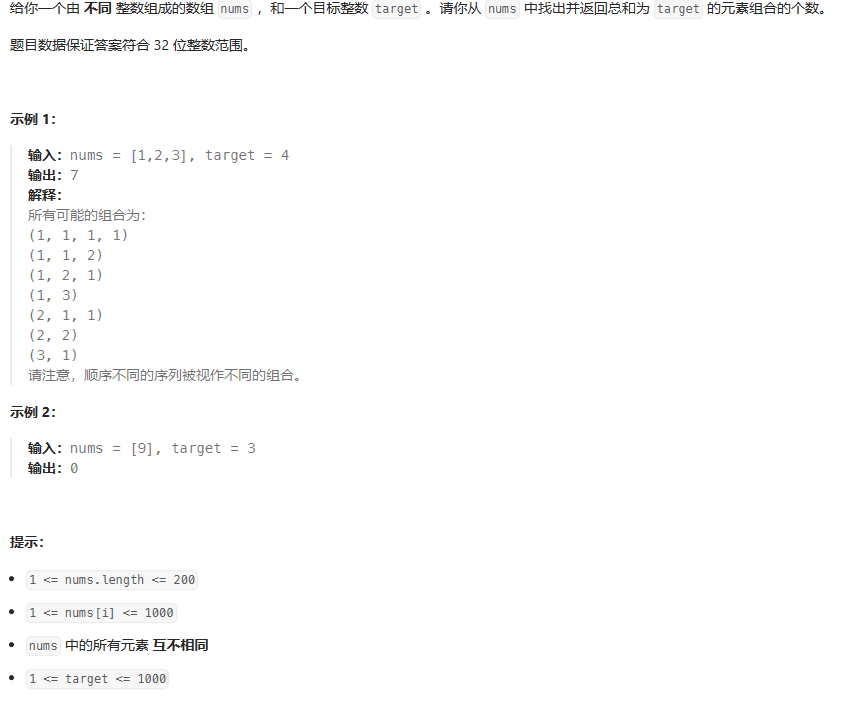 给你一个由 不同 整数组成的数组 nums ，和一个目标整数 target 。请你从 nums 中找出并返回总和为 target 的元素组合的个数。
题目数据保证答案符合 32 位整数范围。
示例 1：
输入：nums = [1,2,3], target = 4
输出：7
解释：
所有可能的组合为：
(1, 1, 1, 1)
(1, 1, 2)
(1, 2, 1)
(1, 3)
(2, 1, 1)
(2, 2)
(3, 1)
请注意，顺序不同的序列被视作不同的组合。
示例 2：
输入：nums = [9], target = 3
输出：0
提示：
• 1 <= nums.length <= 200
• 1 <= nums[i] <= 1000
• nums 中的所有元素 互不相同
• 1 <= target <= 1000